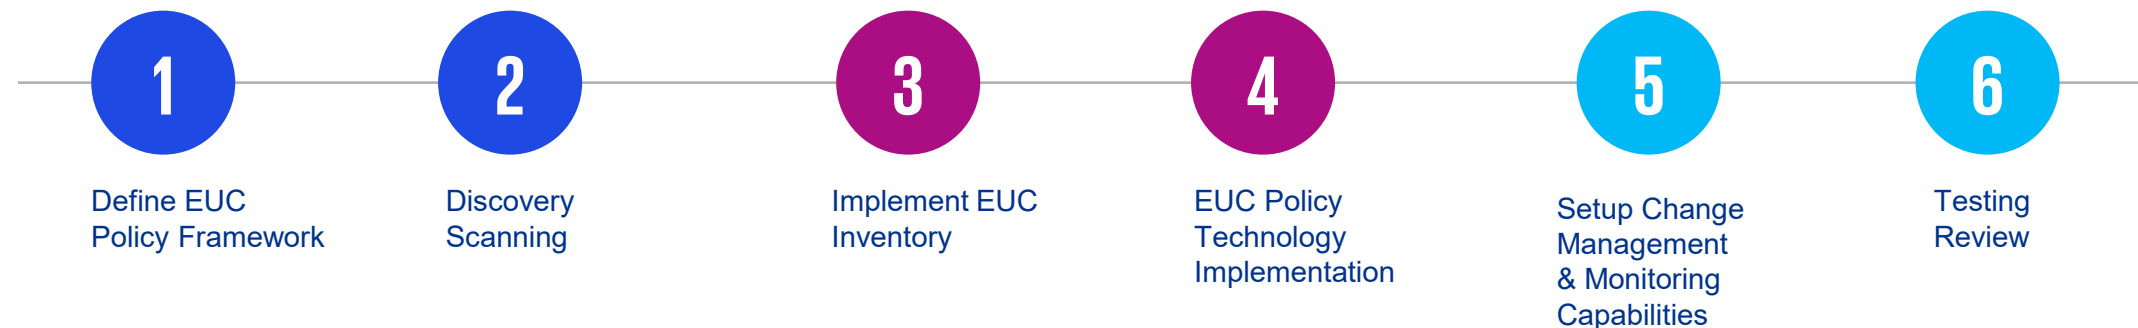 1
2
3
4
5
6
Define EUC
Policy Framework
Discovery
Scanning
Implement EUC
Inventory
EUC Policy
Technology
Implementation
Setup Change
Management
& Monitoring
Capabilities
Testing
Review